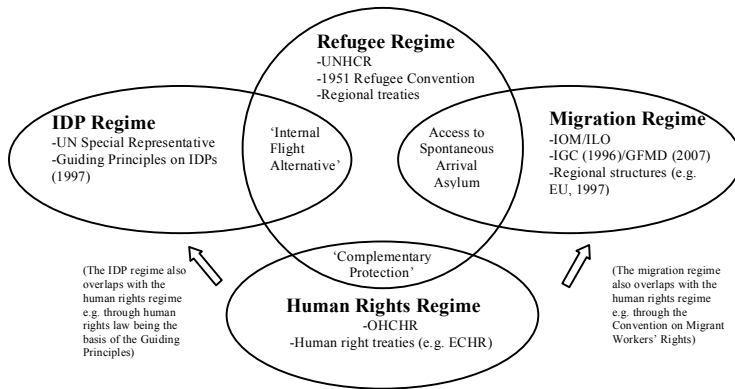 Refugee Regime
-UNHCR
-1951 Refugee Convention
-Regional treaties
IDP Regime
-UN Special Representative
-Guiding Principles on IDPs
(1997)
‘Internal
Flight
Alternative’
Access to
Spontaneous
Arrival
Asylum
Migration Regime
-IOM/ILO
-IGC (1996)/GFMD (2007)
-Regional structures (e.g.
EU, 1997)
‘Complementary
Protection’
Human Rights Regime
-OHCHR
-Human right treaties (e.g. ECHR)
(The IDP regime also
overlaps with the
human rights regime
e.g. through human
rights law being the
basis of the Guiding
Principles)
(The migration regime
also overlaps with the
human rights regime
e.g. through the
Convention on Migrant
Workers’ Rights)